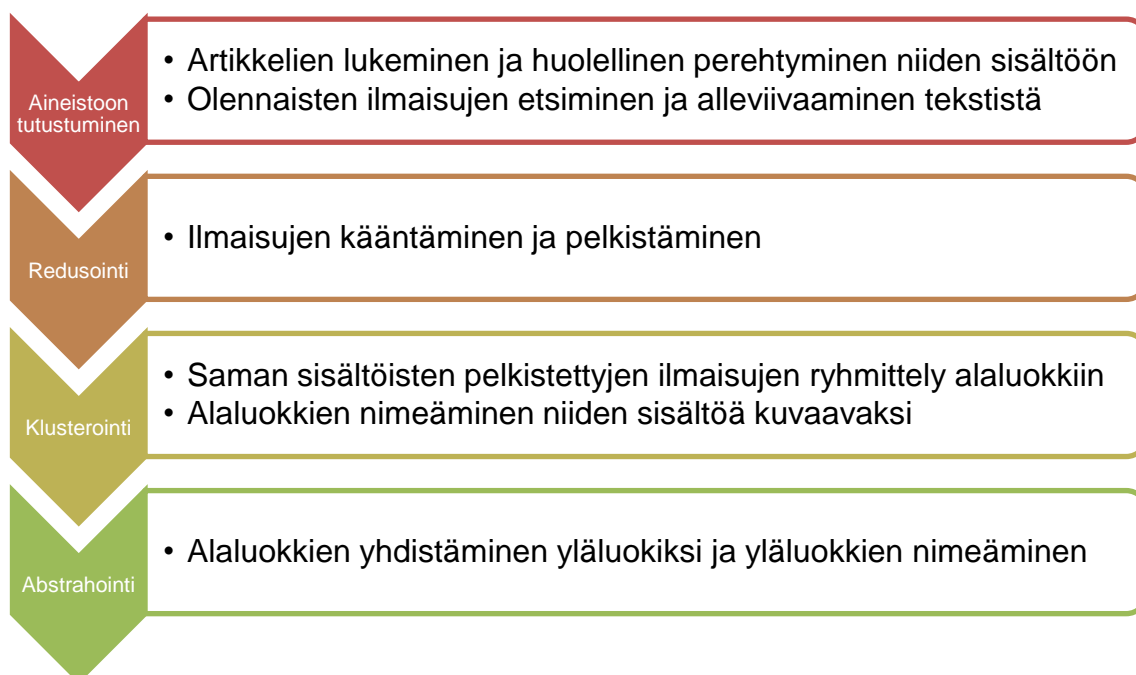 Aineistoon
tutustuminen
• Artikkelien lukeminen ja huolellinen perehtyminen niiden sisältöön
• Olennaisten ilmaisujen etsiminen ja alleviivaaminen tekstistä
Redusointi
• Ilmaisujen kääntäminen ja pelkistäminen
Klusterointi
• Saman sisältöisten pelkistettyjen ilmaisujen ryhmittely alaluokkiin
• Alaluokkien nimeäminen niiden sisältöä kuvaavaksi
Abstrahointi
• Alaluokkien yhdistäminen yläluokiksi ja yläluokkien nimeäminen